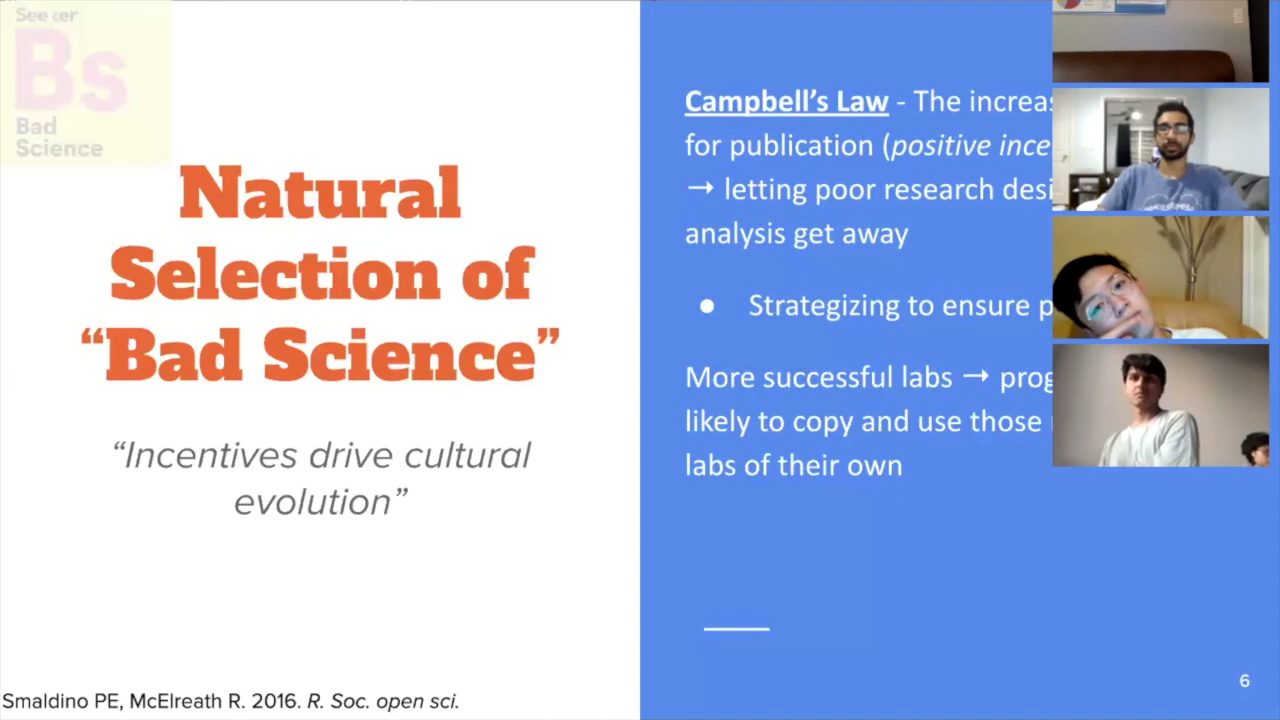 Seeker
Bs
Bad
Science
Natural
Selection of
“Bad Science”
“Incentives drive cultural
evolution”
Smaldino PE, McElreath R. 2016. R. Soc. open sci.
Campbell’s Law - The increas
for publication (positive ince
→ letting poor research desi
analysis get away
● Strategizing to ensure p
More successful labs → prog
likely to copy and use those
labs of their own
6